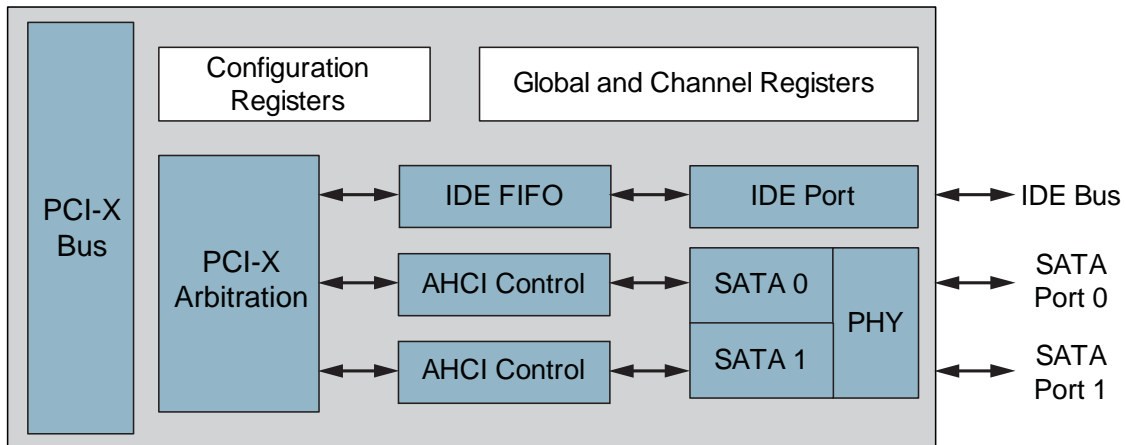 Configuration
Registers
Global and Channel Registers
PCI-X
Bus
PCI-X
Arbitration
IDE FIFO
IDE Port
IDE Bus
AHCI Control
SATA 0
PHY
SATA
Port 0
AHCI Control
SATA 1
SATA
Port 1